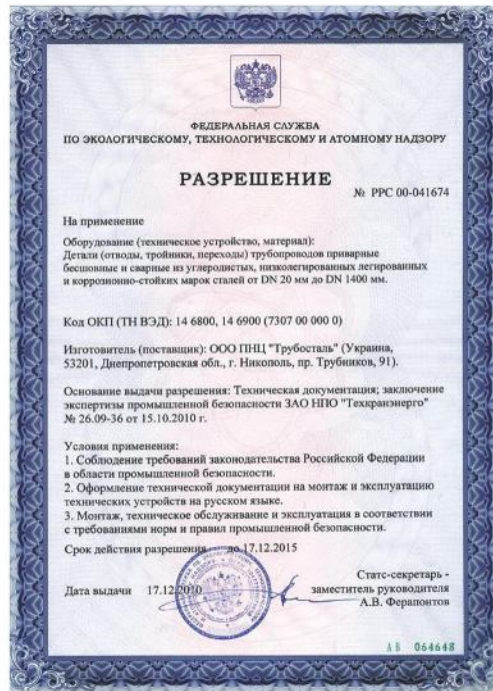 ФЕДЕРАЛЬНАЯ СЛУЖБА
ПО ЭКОЛОГИЧЕСКОМУ, ТЕХНОЛОГИЧЕСКОМУ И АТОМНОМУ НАДЗОРУ
РАЗРЕШЕНИЕ
№ РРС 00-041674
На применение
Оборудование (техническое устройство, материал):
Детали (отводы, тройники, переходы) трубопроводов приварные
бесшовные и сварные из углеродистых, низколегированных легированных
и коррозионно-стойких марок сталей от DN 20 мм до DN 1400 мм.
Код ОКП (ТН ВЭД): 14 6800, 14 6900 (7307 00 000 0)
Изготовитель (поставщик): ООО ПНЦ "Трубосталь" (Украина,
53201, Днепропетровская обл., г. Никополь, пр. Трубников, 91).
Основание выдачи разрешения: Техническая документация; заключение
экспертизы промышленной безопасности ЗАО НПО "Техкранэнерго"
№ 26.09-36 от 15.10.2010 г.
Условия применения:
1. Соблюдение требований законодательства Российской Федерации
в области промышленной безопасности.
2. Оформление технической документации на монтаж и эксплуатацию
технических устройств на русском языке.
3. Монтаж, техническое обслуживание и эксплуатация в соответствии
с требованиями норм и правил промышленной безопасности.
Срок действия разрешения до 17.12.2015
Дата выдачи 17.12.2010
Статс-секретарь -
заместитель руководителя
А.В. Ферапонтов
АВ 064648